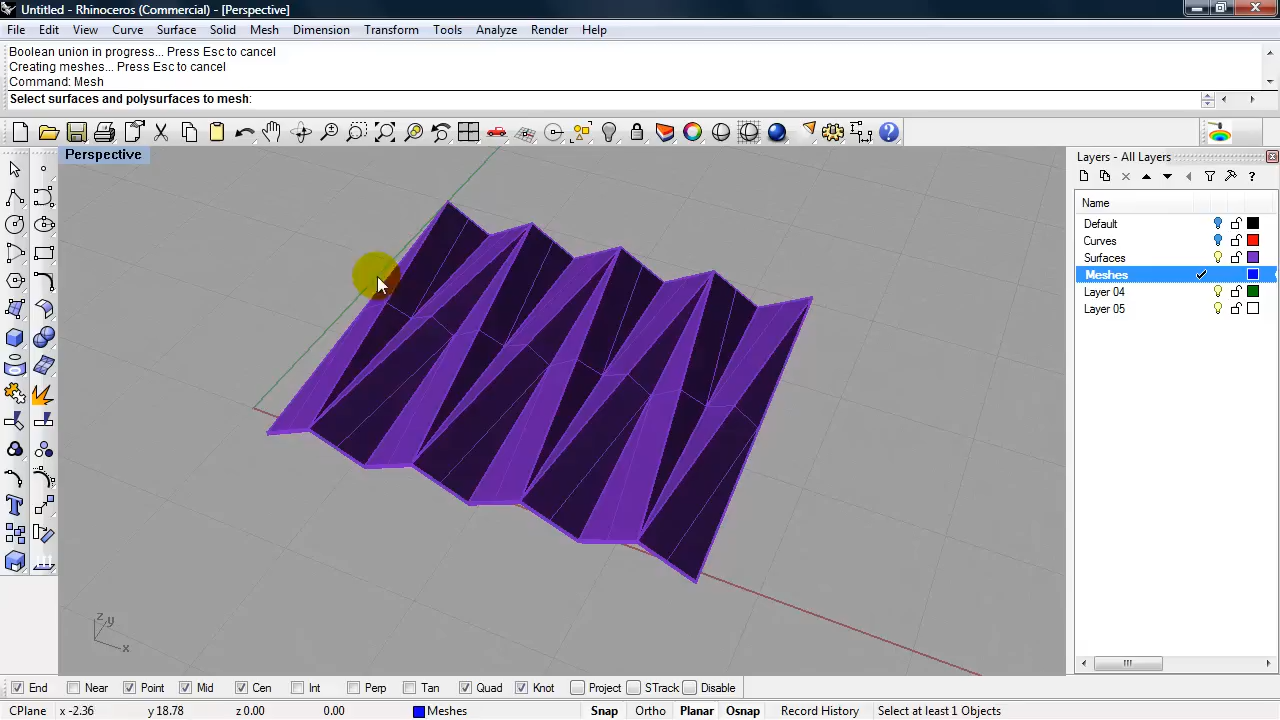 Untitled - Rhinoceros (Commercial) - [Perspective]
File Edit View Curve Surface Solid Mesh Dimension Transform Tools Analyze Render Help
Boolean union in progress... Press Esc to cancel
Creating meshes... Press Esc to cancel
Command: Mesh
Select surfaces and polysurfaces to mesh:
Perspective
Layers - All Layers
Name
Default
Curves
Surfaces
Meshes
Layer 04
Layer 05
z y
x
End Near Point Mid Cen Int Perp Tan Quad Knot Project STrack Disable
CPlane x -2.36 y 18.78 z 0.00 0.00 Meshes Snap Ortho Planar Osnap Record History Select at least 1 Objects